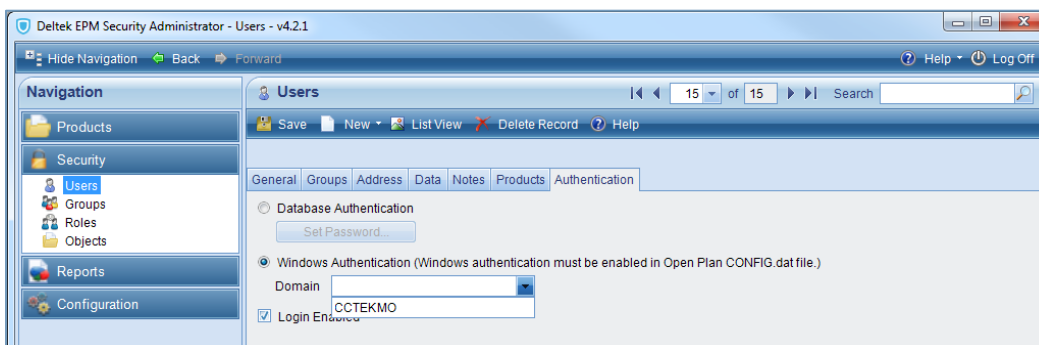 Deltek EPM Security Administrator - Users - v4.2.1
Hide Navigation Back Forward Help Log Off
Navigation
Products
Security
Users
Groups
Roles
Objects
Reports
Configuration
Users 15 of 15 Search
Save New List View Delete Record Help
General Groups Address Data Notes Products Authentication
Database Authentication
Set Password...
Windows Authentication (Windows authentication must be enabled in Open Plan CONFIG.dat file.)
Domain
CCTEKMO
Login Enabled